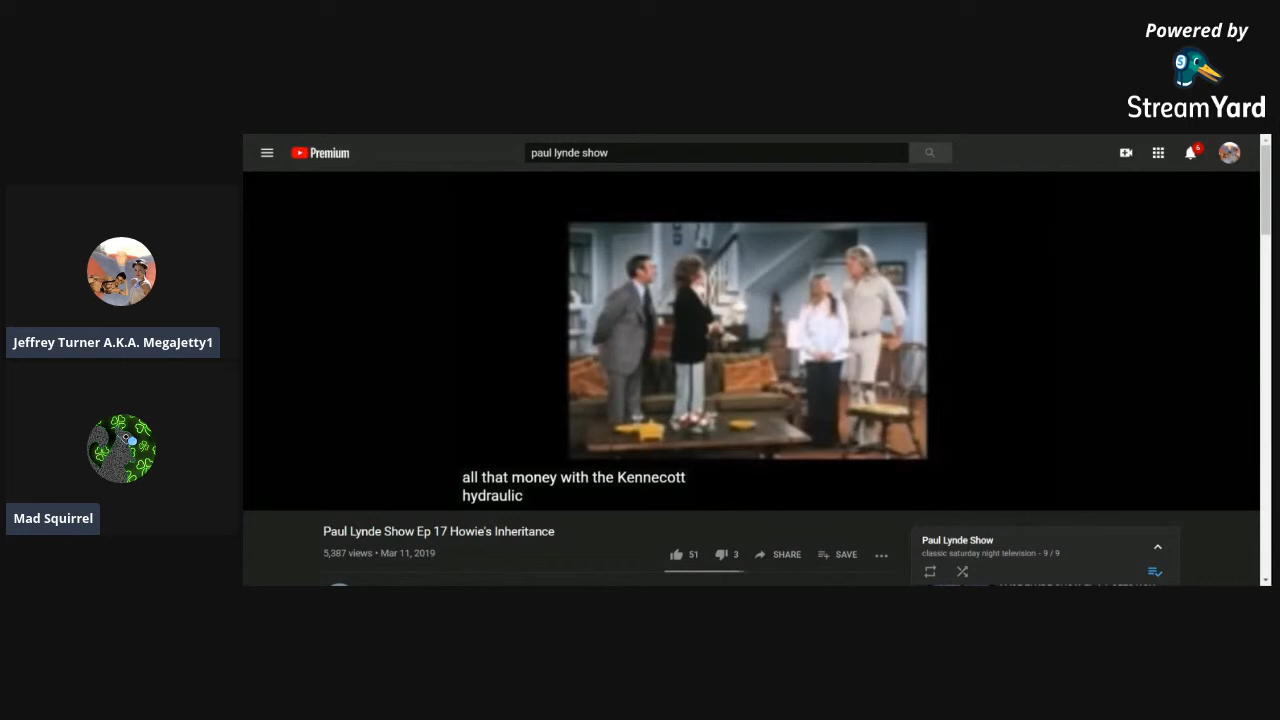 Powered by
StreamYard
Premium
paul lynde show
6
Jeffrey Turner A.K.A. MegaJetty1
Mad Squirrel
all that money with the Kennecott
hydraulic
Paul Lynde Show Ep 17 Howie's Inheritance
5,387 views • Mar 11, 2019
51
3
SHARE
SAVE
Paul Lynde Show
classic saturday night television - 9 / 9